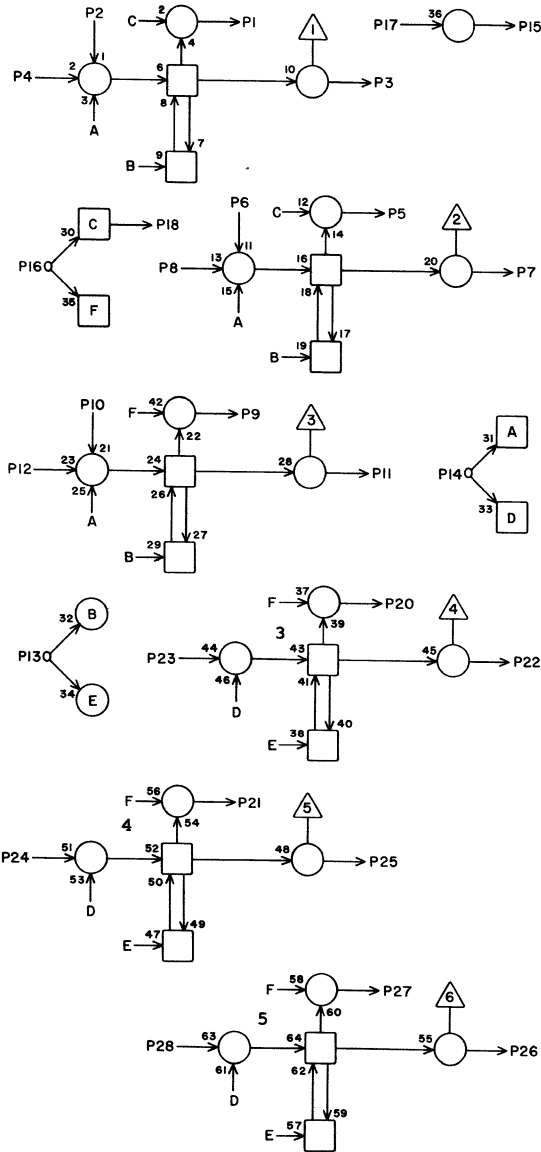 P2 C 2 P1 1 P17 36 P15
4
P4 2 1 6 10 P3
3 8
A 7
B 9
P6 C 12 P5 2
C 30 P18 14
P16 P8 13 11 16 20 P7
35 F 15 18
A 17
B 19
P10 F 42 P9 3
21 22 31 A
P12 23 24 28 P11 P14
25 26 33 D
A 27
B 29
32 B F 37 P20 4
3 39
P13 P23 44 43 45 P22
34 E 46 41
D 40
E 38
F 56 P21 5
4 54
P24 51 52 48 P25
53 50
D 49
E 47
F 58 P27 6
5 60
P28 63 64 55 P26
61 62
D 59
E 57